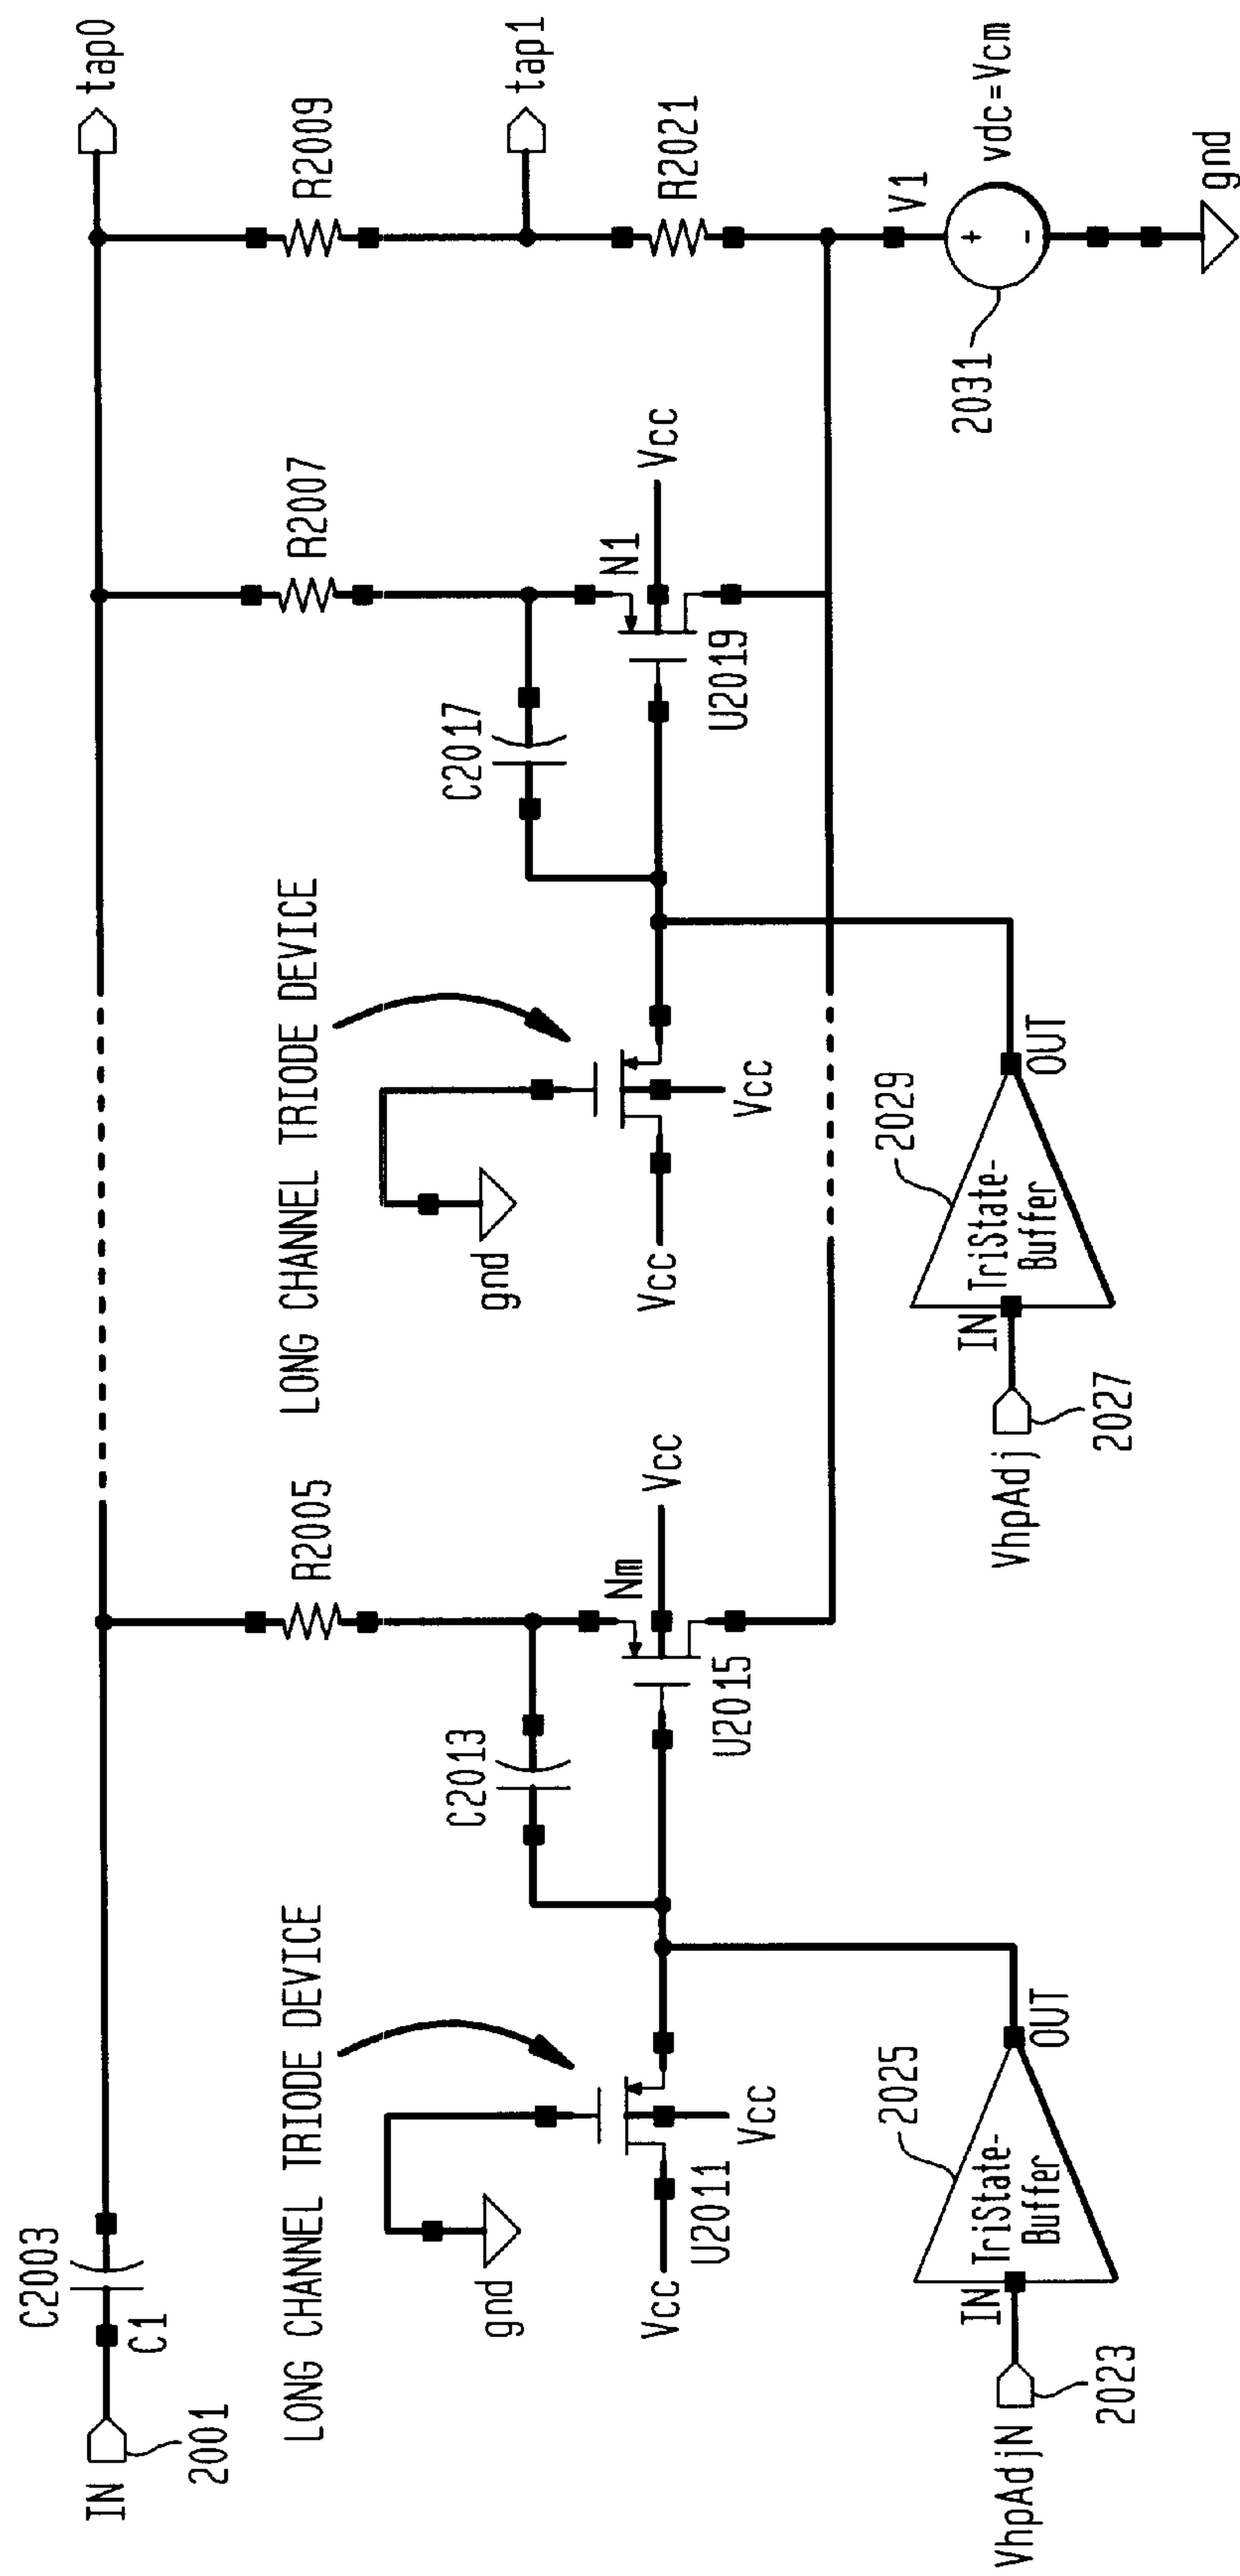 IN
2001
C2003
C1
tap0
R2005
R2007
R2009
LONG CHANNEL TRIODE DEVICE
LONG CHANNEL TRIODE DEVICE
gnd
gnd
C2013
C2017
tap1
Vcc
U2011
Vcc
Nm
Vcc
U2015
Vcc
Vcc
N1
Vcc
U2019
R2021
VhpAdjN
2023
IN
TriState-
Buffer
2025
OUT
VhpAdj
2027
IN
TriState-
Buffer
2029
OUT
2031
V1
+
-
vdc=Vcm
gnd